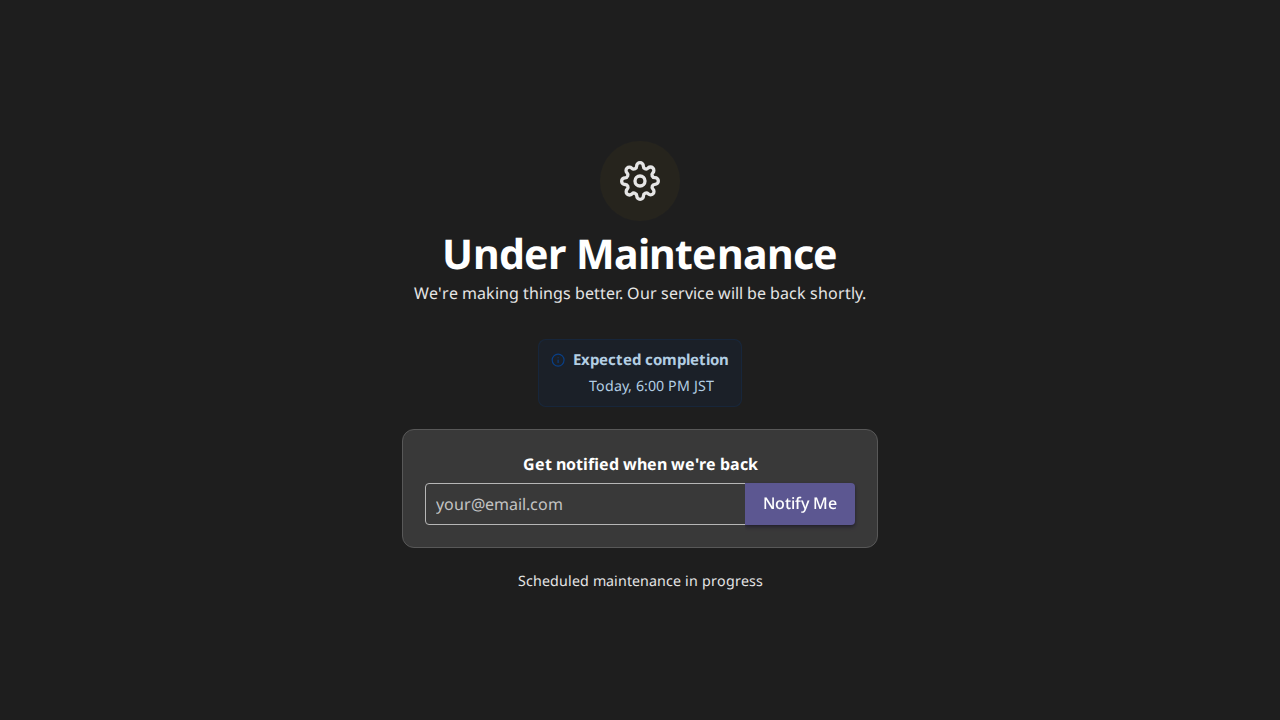 Under Maintenance
We're making things better. Our service will be back shortly.
Expected completion
Today, 6:00 PM JST
Get notified when we're back
your@email.com
Notify Me
Scheduled maintenance in progress